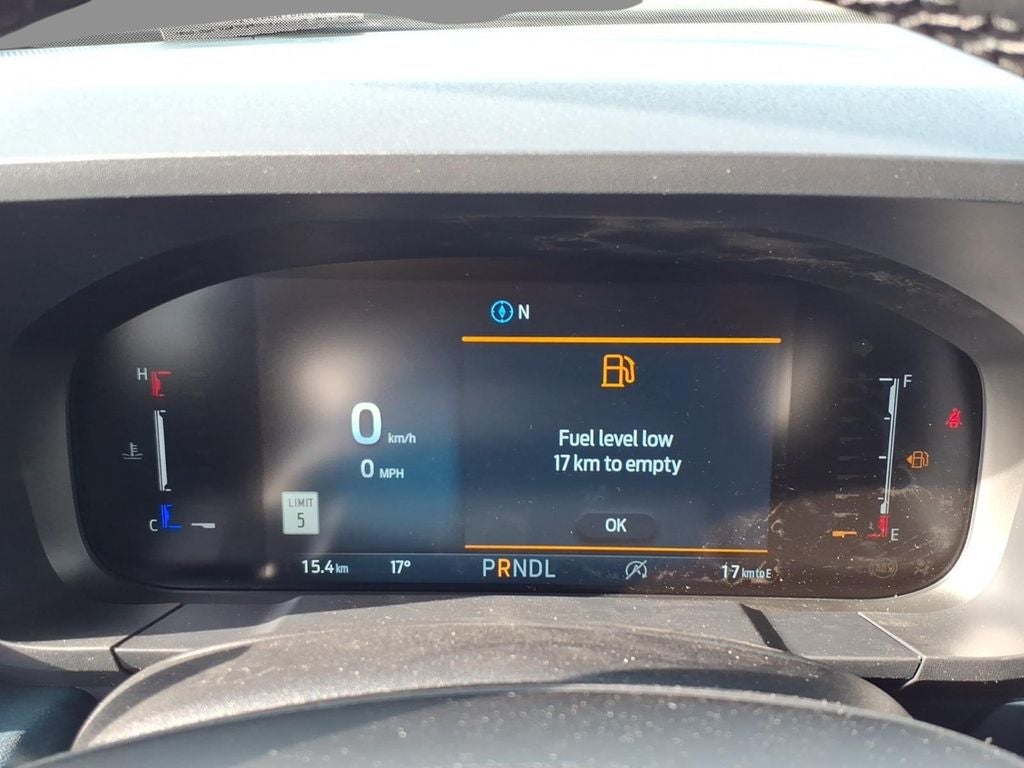 N
H
F
0 km/h
0 MPH
Fuel level low
17 km to empty
LIMIT
5
C
OK
E
15.4 km
17°
PRNDL
17 km to E